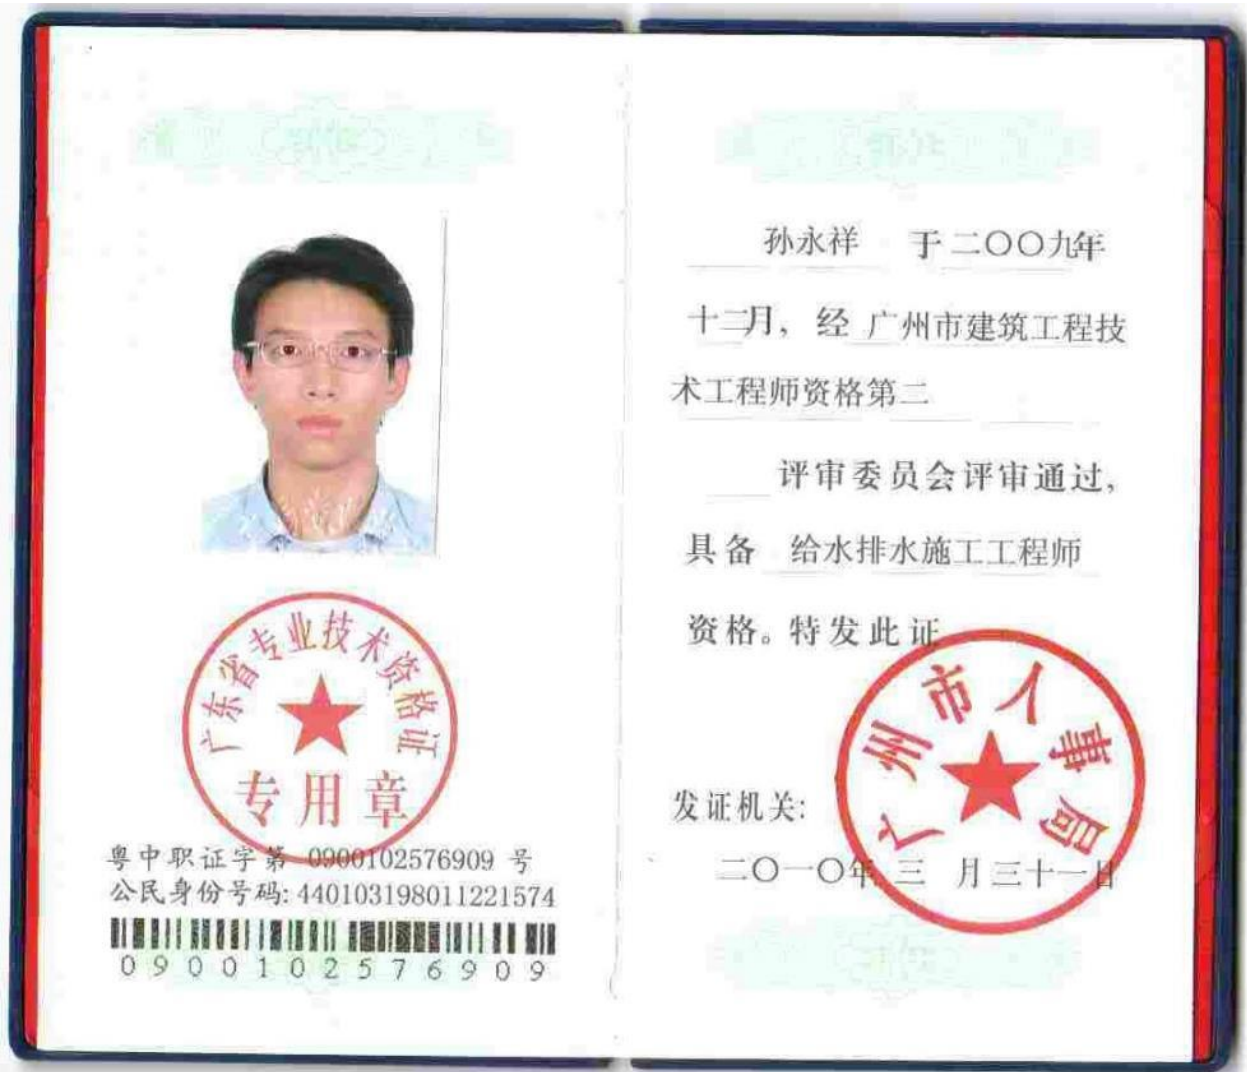 广东省专业技术资格证
专用章
粤中职证字第 0900102576909 号
公民身份号码: 440103198011221574
0900102576909
孙永祥 于二〇〇九年
十二月，经 广州市建筑工程技
术工程师资格第二
评审委员会评审通过,
具备 给水排水施工工程师
资格。特发此证
广州市人事局
发证机关:
二〇一〇年 三 月三十一日